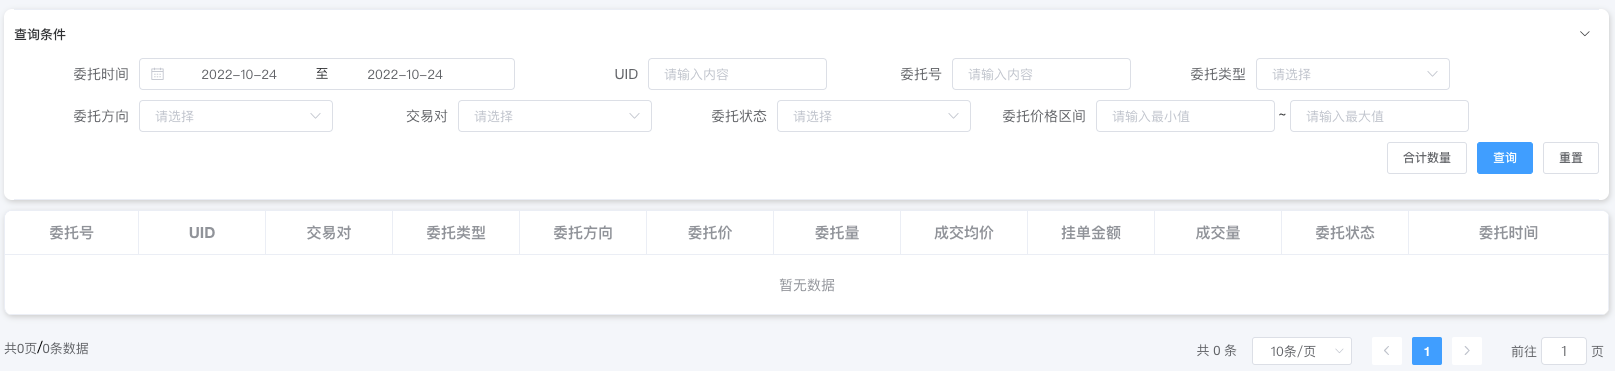 查询条件
委托时间 2022-10-24 至 2022-10-24 UID 请输入内容 委托号 请输入内容 委托类型 请选择
委托方向 请选择 交易对 请选择 委托状态 请选择 委托价格区间 请输入最小值 ~ 请输入最大值
合计数量 查询 重置
委托号 UID 交易对 委托类型 委托方向 委托价 委托量 成交均价 挂单金额 成交量 委托状态 委托时间
暂无数据
共0页/0条数据 共 0 条 10条/页 1 前往 1 页